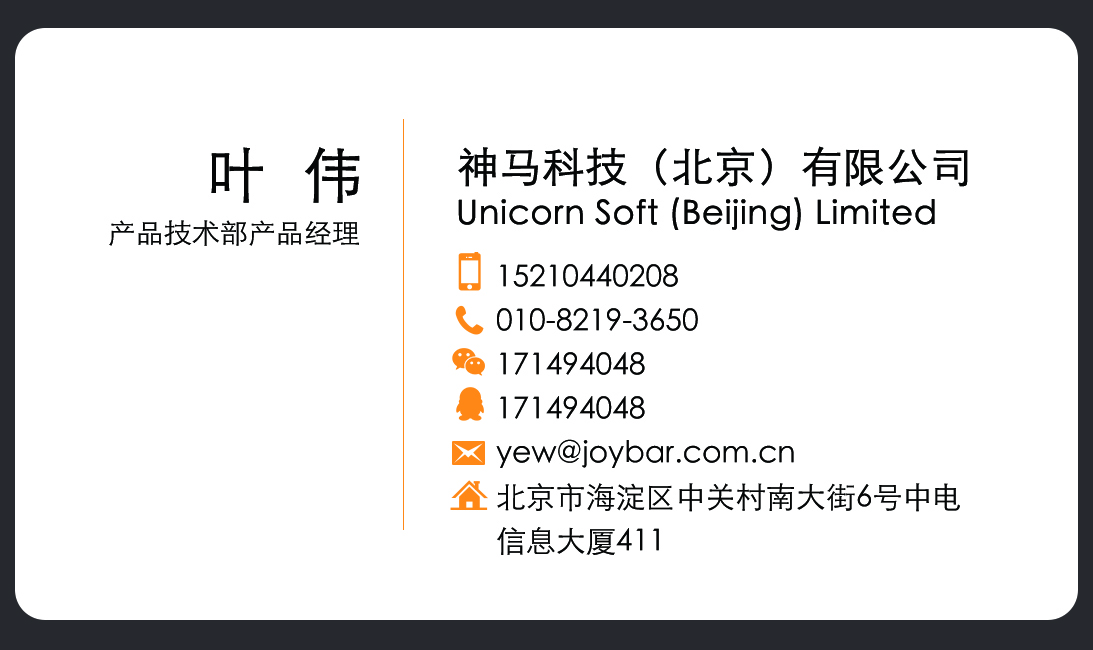 叶 伟
产品技术部产品经理
神马科技（北京）有限公司
Unicorn Soft (Beijing) Limited
15210440208
010-8219-3650
171494048
171494048
yew@joybar.com.cn
北京市海淀区中关村南大街6号中电
信息大厦411